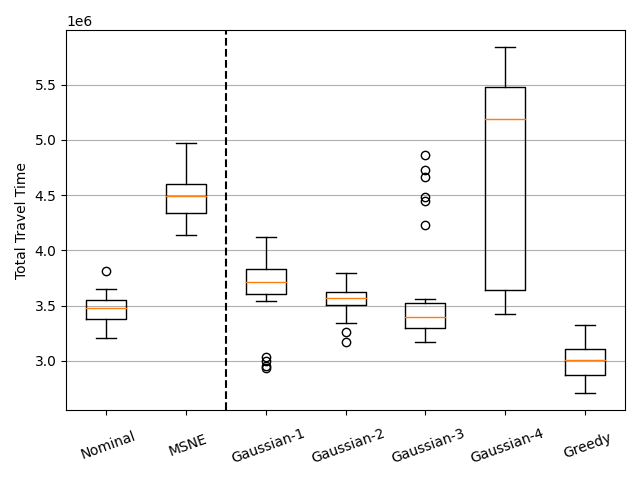 1e6
5.5
5.0
4.5
4.0
3.5
3.0
Total Travel Time
Nominal
MSNE
Gaussian-1
Gaussian-2
Gaussian-3
Gaussian-4
Greedy